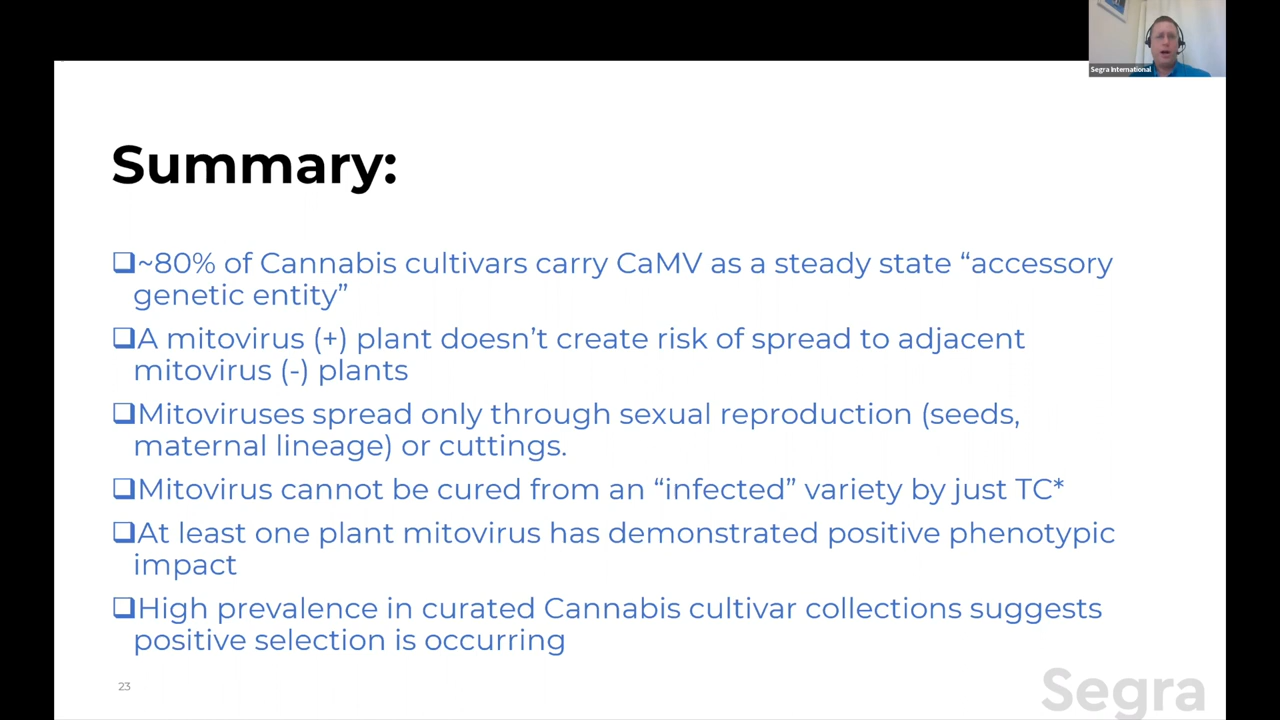 Segra International
Summary:
❑~80% of Cannabis cultivars carry CaMV as a steady state “accessory
genetic entity”
❑A mitovirus (+) plant doesn’t create risk of spread to adjacent
mitovirus (-) plants
❑Mitoviruses spread only through sexual reproduction (seeds,
maternal lineage) or cuttings.
❑Mitovirus cannot be cured from an “infected” variety by just TC*
❑At least one plant mitovirus has demonstrated positive phenotypic
impact
❑High prevalence in curated Cannabis cultivar collections suggests
positive selection is occurring
23
Segra